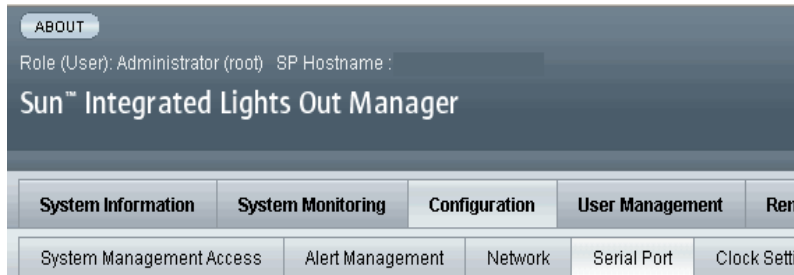 ABOUT
Role (User): Administrator (root) SP Hostname :
Sun™ Integrated Lights Out Manager
System Information System Monitoring Configuration User Management
System Management Access Alert Management Network Serial Port Clock